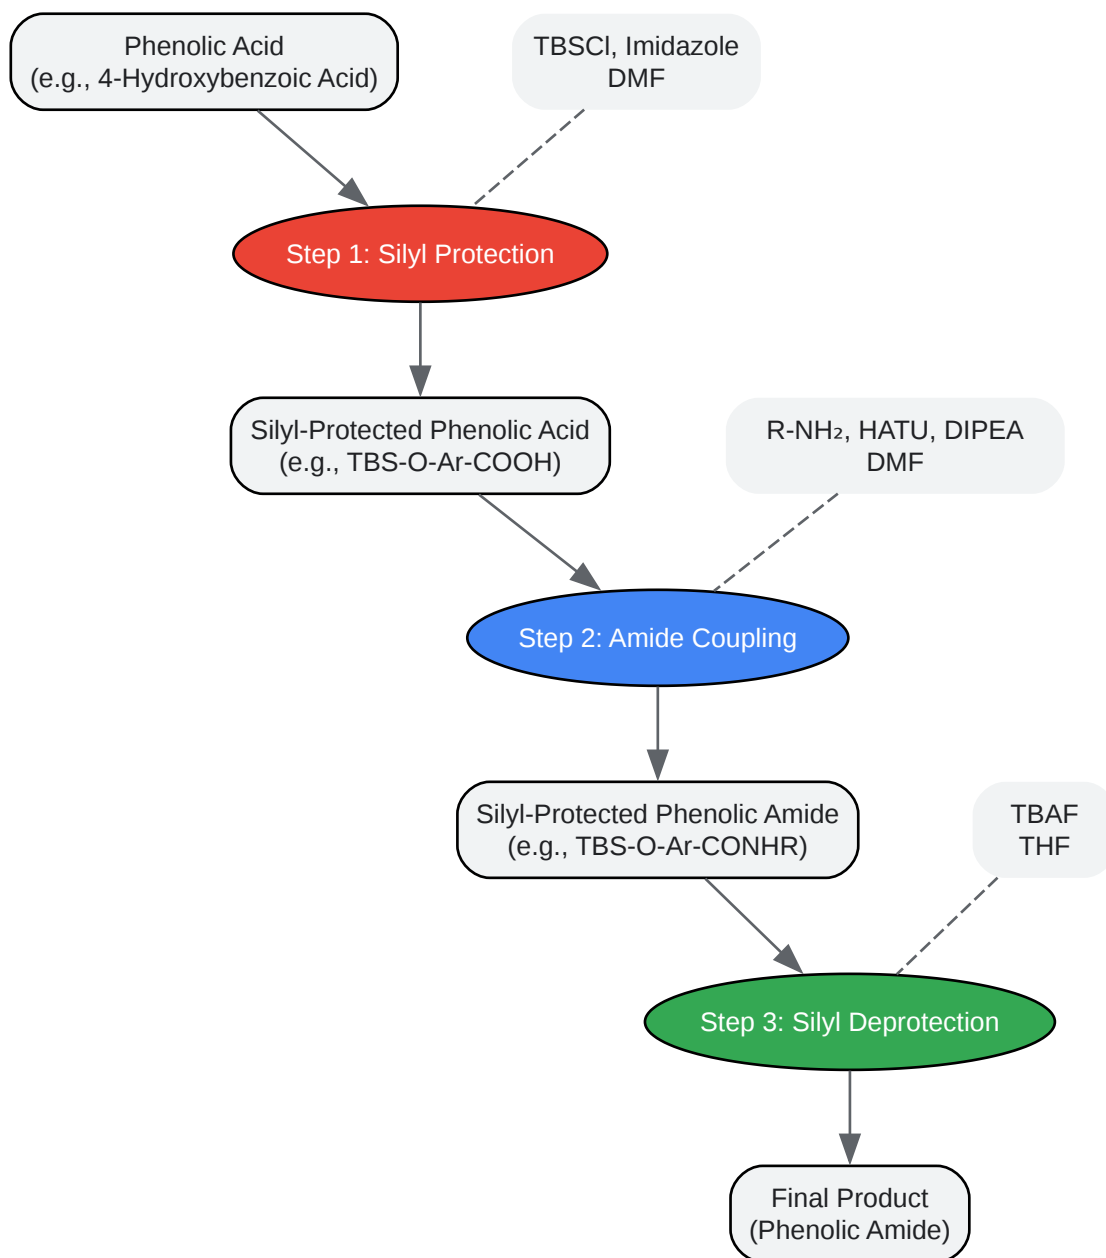 Phenolic Acid
(e.g., 4-Hydroxybenzoic Acid)
TBSCl, Imidazole
DMF
Step 1: Silyl Protection
Silyl-Protected Phenolic Acid
(e.g., TBS-O-Ar-COOH)
R-NH₂, HATU, DIPEA
DMF
Step 2: Amide Coupling
Silyl-Protected Phenolic Amide
(e.g., TBS-O-Ar-CONHR)
TBAF
THF
Step 3: Silyl Deprotection
Final Product
(Phenolic Amide)